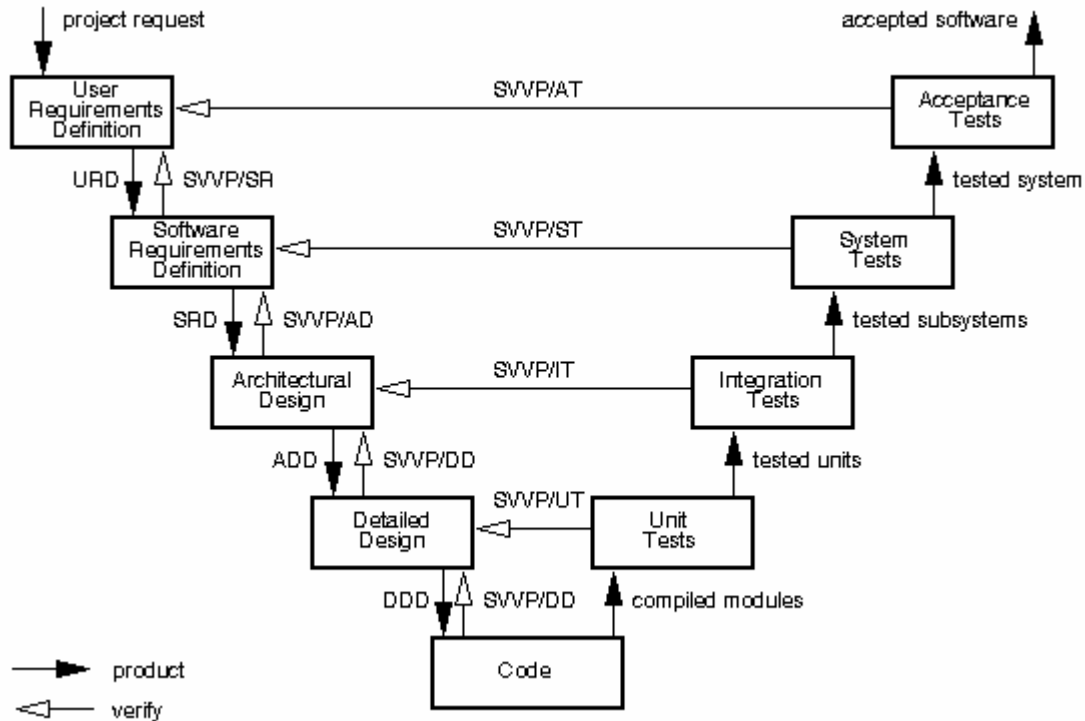 project request
accepted software
User
Requirements
Definition
SVVP/AT
Acceptance
Tests
URD
SVVP/SR
tested system
Software
Requirements
Definition
SVVP/ST
System
Tests
SRD
SVVP/AD
tested subsystems
Architectural
Design
SVVP/IT
Integration
Tests
ADD
SVVP/DD
tested units
SVVP/UT
Detailed
Design
Unit
Tests
DDD
SVVP/DD
compiled modules
Code
product
verify